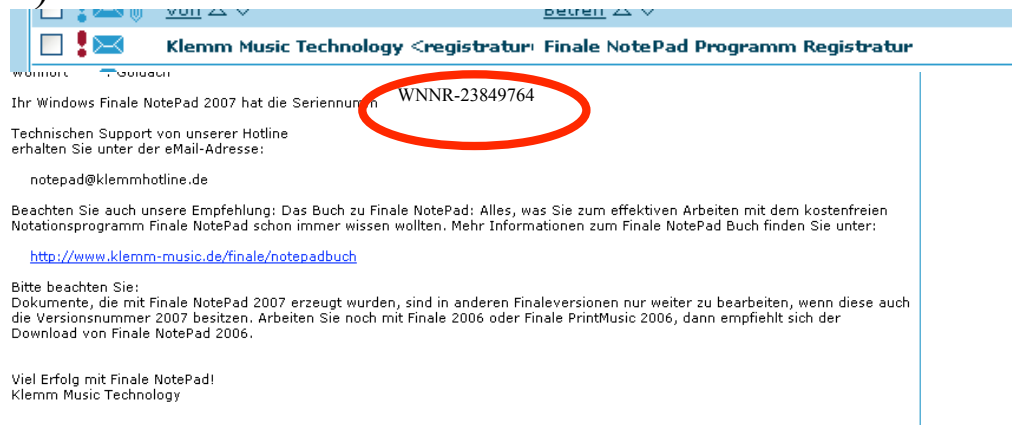 Von
Betreff
Klemm Music Technology <registratur Finale NotePad Programm Registratur
Wohnort : Goldach
Ihr Windows Finale NotePad 2007 hat die Seriennum WNNR-23849764
Technischen Support von unserer Hotline
erhalten Sie unter der eMail-Adresse:
notepad@klemmhotline.de
Beachten Sie auch unsere Empfehlung: Das Buch zu Finale NotePad: Alles, was Sie zum effektiven Arbeiten mit dem kostenfreien
Notationsprogramm Finale NotePad schon immer wissen wollten. Mehr Informationen zum Finale NotePad Buch finden Sie unter:
http://www.klemm-music.de/finale/notepadbuch
Bitte beachten Sie:
Dokumente, die mit Finale NotePad 2007 erzeugt wurden, sind in anderen Finaleversionen nur weiter zu bearbeiten, wenn diese auch
die Versionsnummer 2007 besitzen. Arbeiten Sie noch mit Finale 2006 oder Finale PrintMusic 2006, dann empfiehlt sich der
Download von Finale NotePad 2006.
Viel Erfolg mit Finale NotePad!
Klemm Music Technology